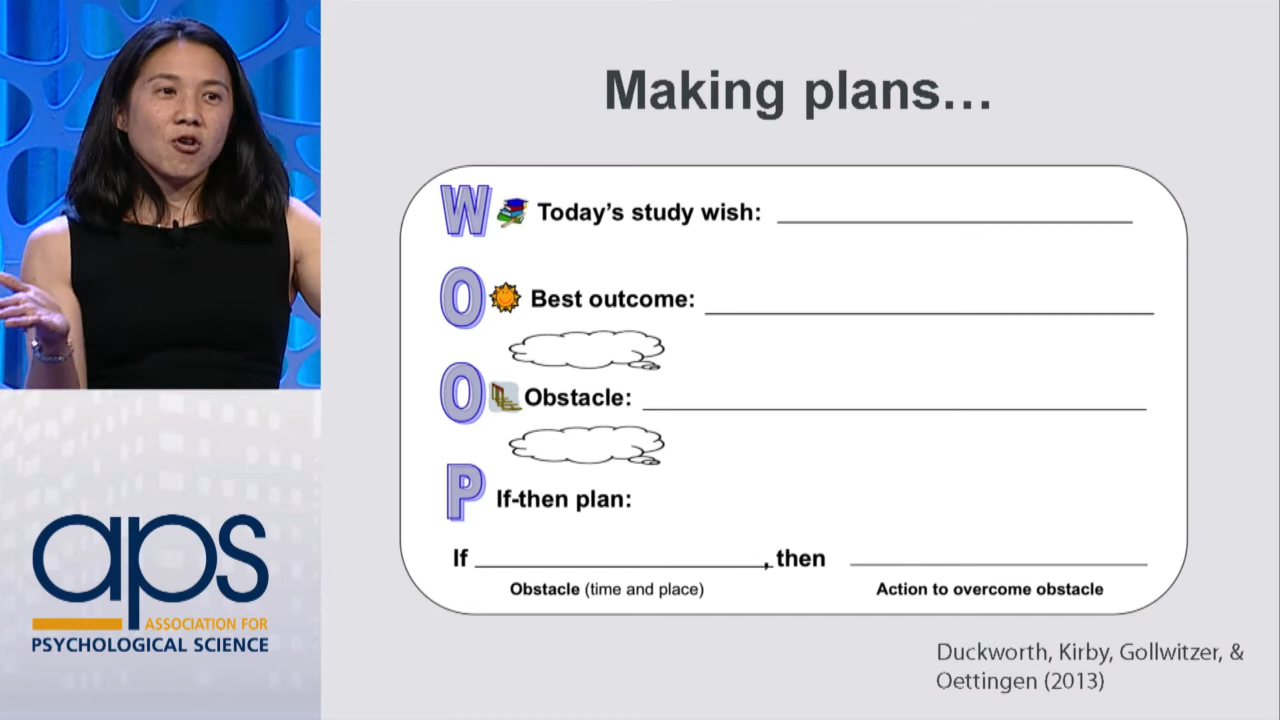 Making plans…
W Today's study wish:
O Best outcome:
O Obstacle:
P If-then plan:
If , then
Obstacle (time and place) Action to overcome obstacle
Duckworth, Kirby, Gollwitzer, &
Oettingen (2013)
aps
ASSOCIATION FOR
PSYCHOLOGICAL SCIENCE